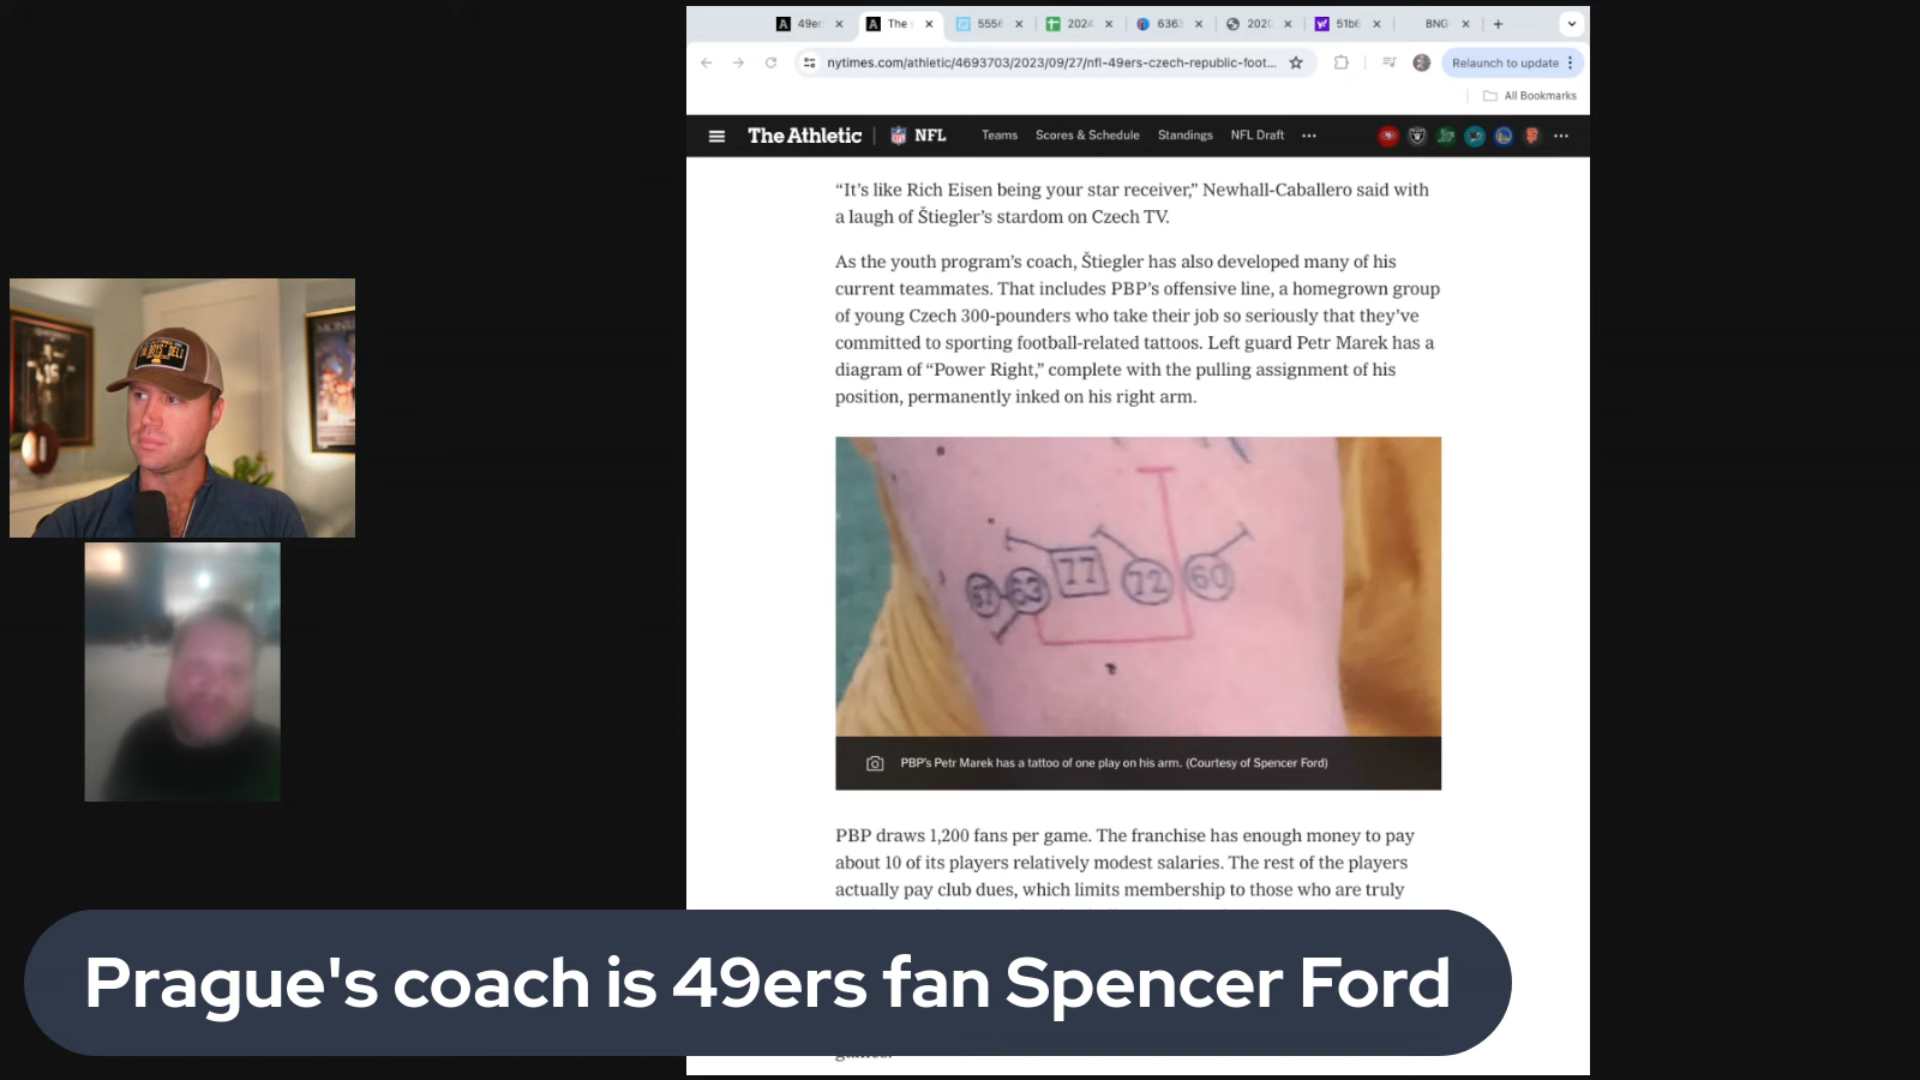 49er
The
555
2024
636
202
51b6
BNG
nytimes.com/athletic/4693703/2023/09/27/nfl-49ers-czech-republic-foot...
Relaunch to update
All Bookmarks
The Athletic
NFL
Teams
Scores & Schedule
Standings
NFL Draft
“It’s like Rich Eisen being your star receiver,” Newhall-Caballero said with
a laugh of Štiegler’s stardom on Czech TV.
As the youth program’s coach, Štiegler has also developed many of his
current teammates. That includes PBP’s offensive line, a homegrown group
of young Czech 300-pounders who take their job so seriously that they’ve
committed to sporting football-related tattoos. Left guard Petr Marek has a
diagram of “Power Right,” complete with the pulling assignment of his
position, permanently inked on his right arm.
63 77 72 60
PBP’s Petr Marek has a tattoo of one play on his arm. (Courtesy of Spencer Ford)
PBP draws 1,200 fans per game. The franchise has enough money to pay
about 10 of its players relatively modest salaries. The rest of the players
actually pay club dues, which limits membership to those who are truly
Prague's coach is 49ers fan Spencer Ford